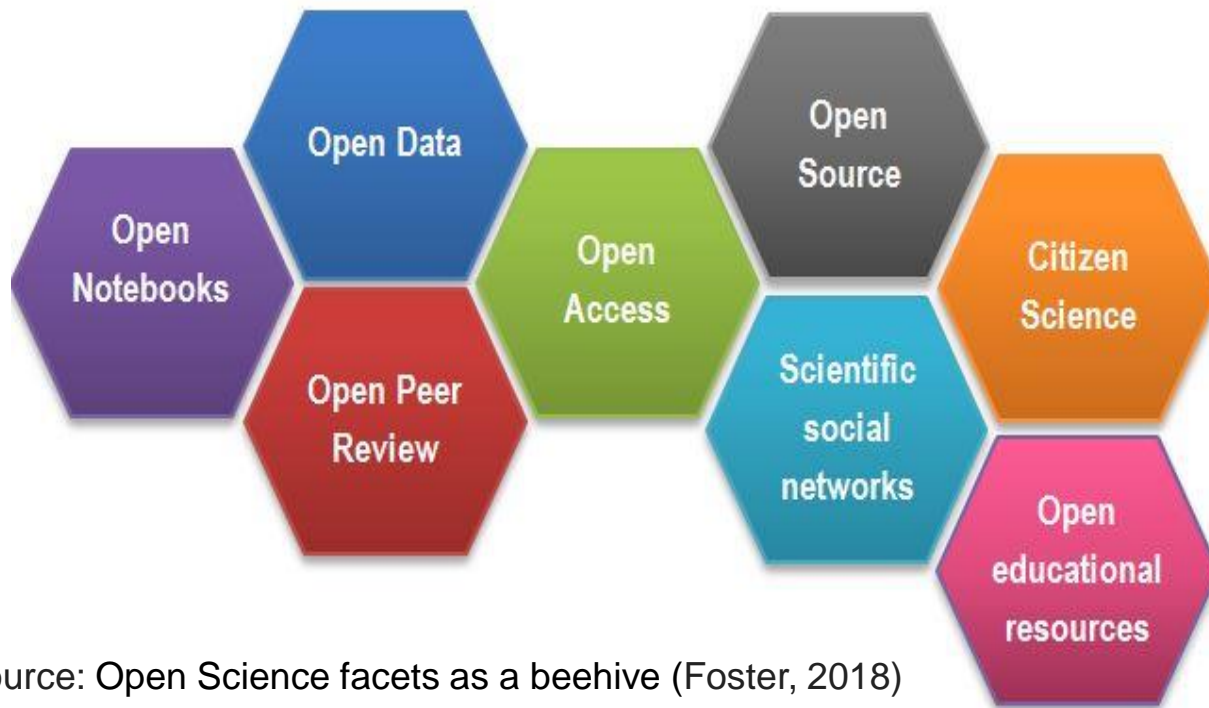 Open Data
Open
Source
Open
Notebooks
Open
Access
Citizen
Science
Open Peer
Review
Scientific
social
networks
Open
educational
resources
ource: Open Science facets as a beehive (Foster, 2018)